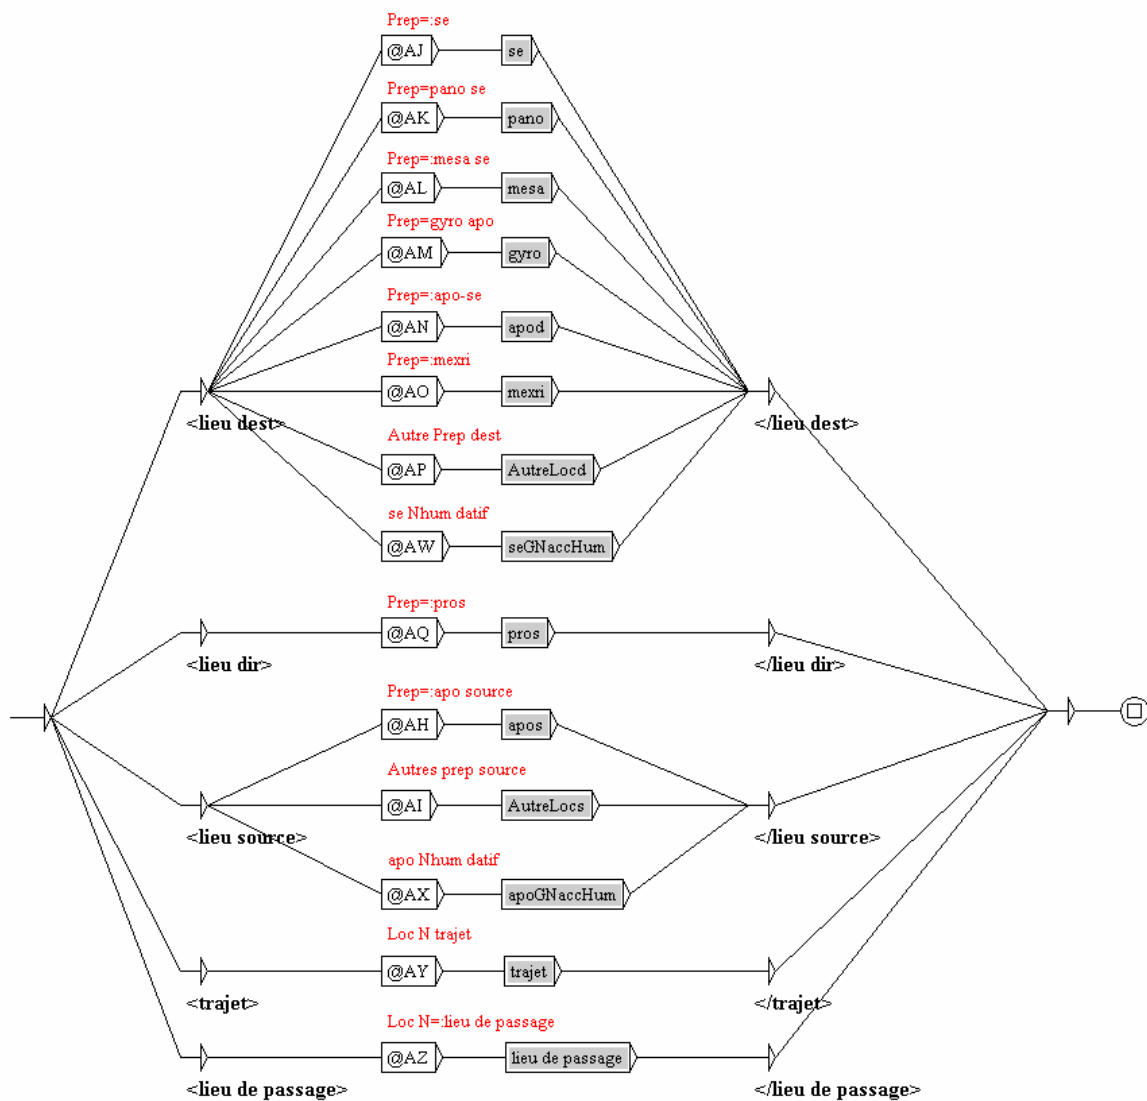 Prep=:se
@AJ se
Prep=pano se
@AK pano
Prep=:mesa se
@AL mesa
Prep=gyro apo
@AM gyro
Prep=:apo-se
@AN apod
Prep=:mexri
@AO mexri
<lieu dest> </lieu dest>
Autre Prep dest
@AP AutreLocd
se Nhum datif
@AW seGNaccHum
Prep=:pros
@AQ pros
<lieu dir> </lieu dir>
Prep=:apo source
@AH apos
Autres prep source
@AI AutreLocs
<lieu source> </lieu source>
apo Nhum datif
@AX apoGNaccHum
Loc N trajet
@AY trajet
<trajet> </trajet>
Loc N=:lieu de passage
@AZ lieu de passage
<lieu de passage> </lieu de passage>